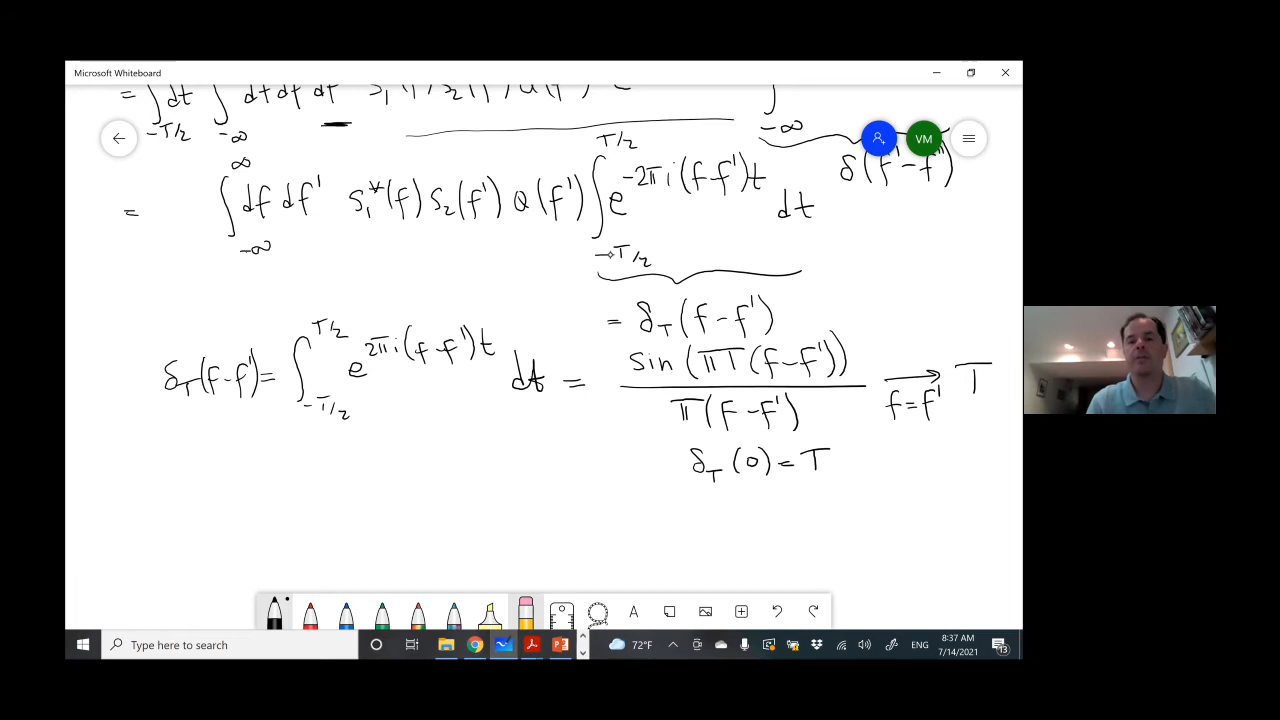 Microsoft Whiteboard
= ∫ dt ∫ df df' df''
-T/2 -∞ -∞
VM
δ(f' - f'')
= ∫_{-∞}^{∞} df df' S₁*(f) S₂(f') Q(f') ∫_{-T/2}^{T/2} e^{-2πi(f-f')t} dt
= δ_T(f-f')
δ_T(f-f') = ∫_{-T/2}^{T/2} e^{2πi(f-f')t} dt = sin(πT(f-f')) / π(f-f') → T
f=f'
δ_T(0) = T
A
Type here to search
72°F
ENG
8:37 AM
7/14/2021
13